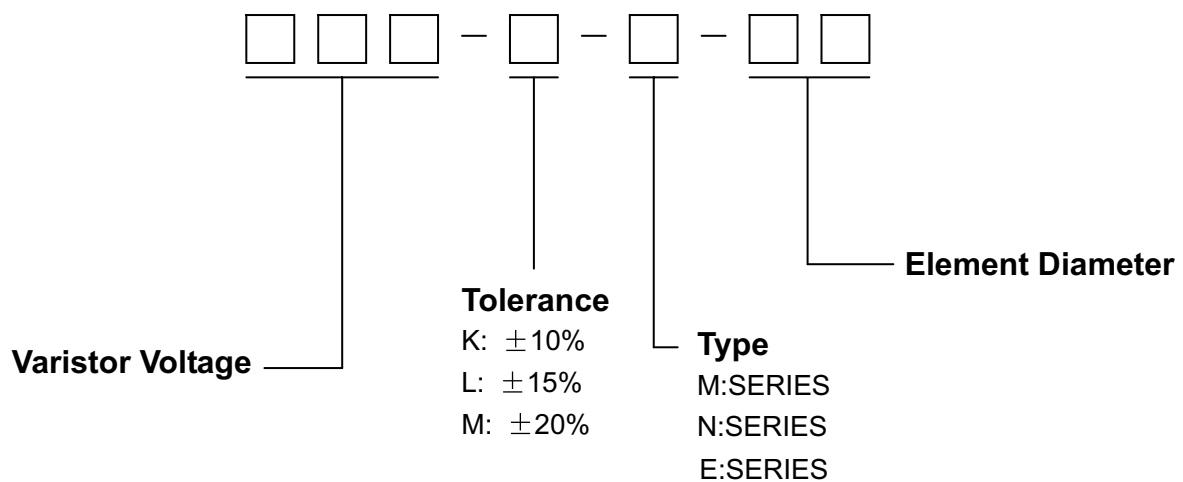 Element Diameter
Tolerance
K: ±10%
L: ±15%
M: ±20%
Varistor Voltage
Type
M:SERIES
N:SERIES
E:SERIES